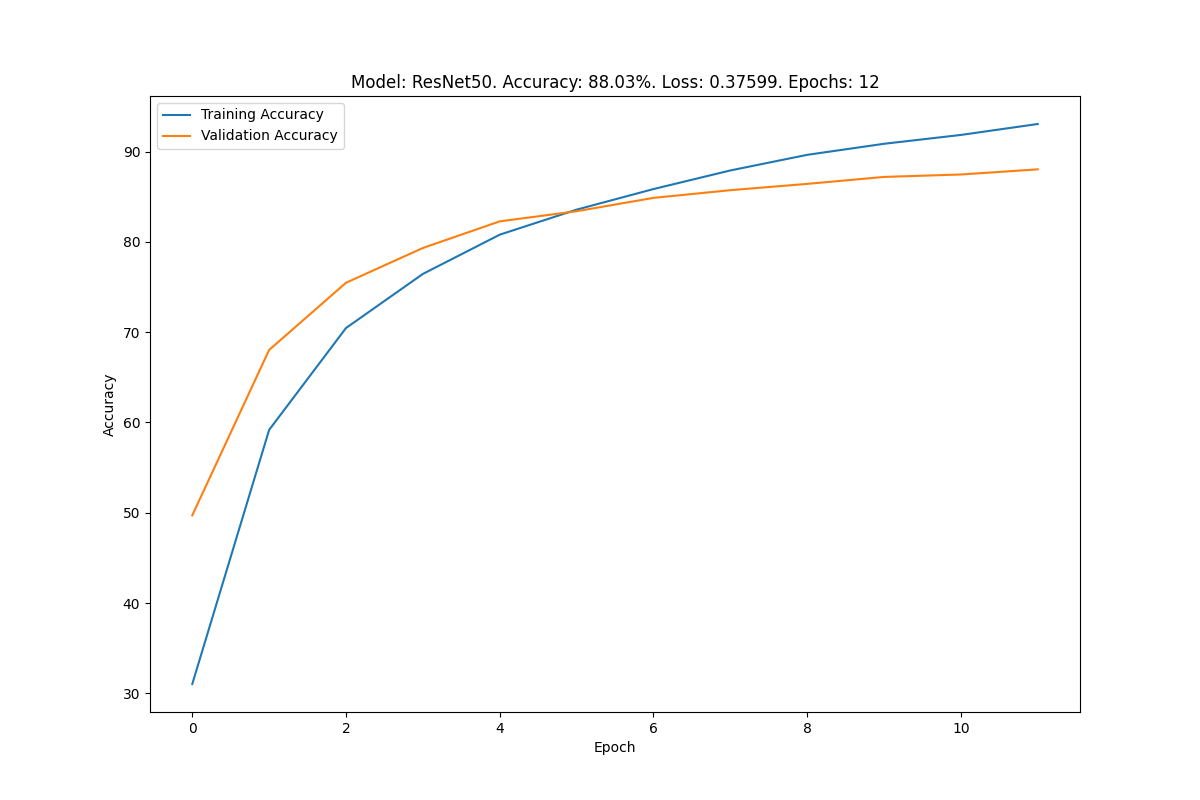 Model: ResNet50. Accuracy: 88.03%. Loss: 0.37599. Epochs: 12
Training Accuracy
Validation Accuracy
90
80
70
60
50
40
30
Accuracy
0 2 4 6 8 10
Epoch